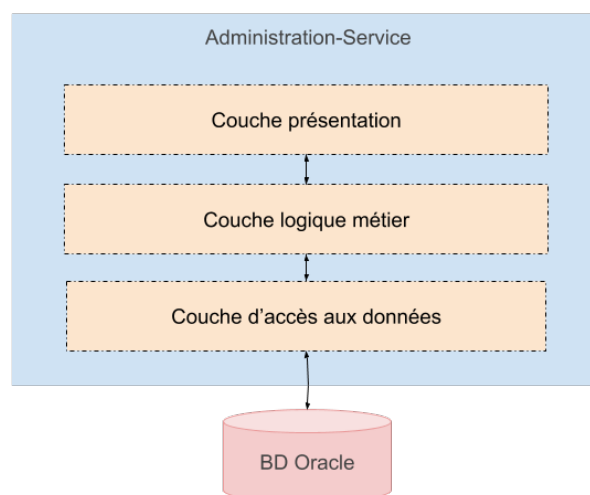 Administration-Service
Couche présentation
Couche logique métier
Couche d'accès aux données
BD Oracle